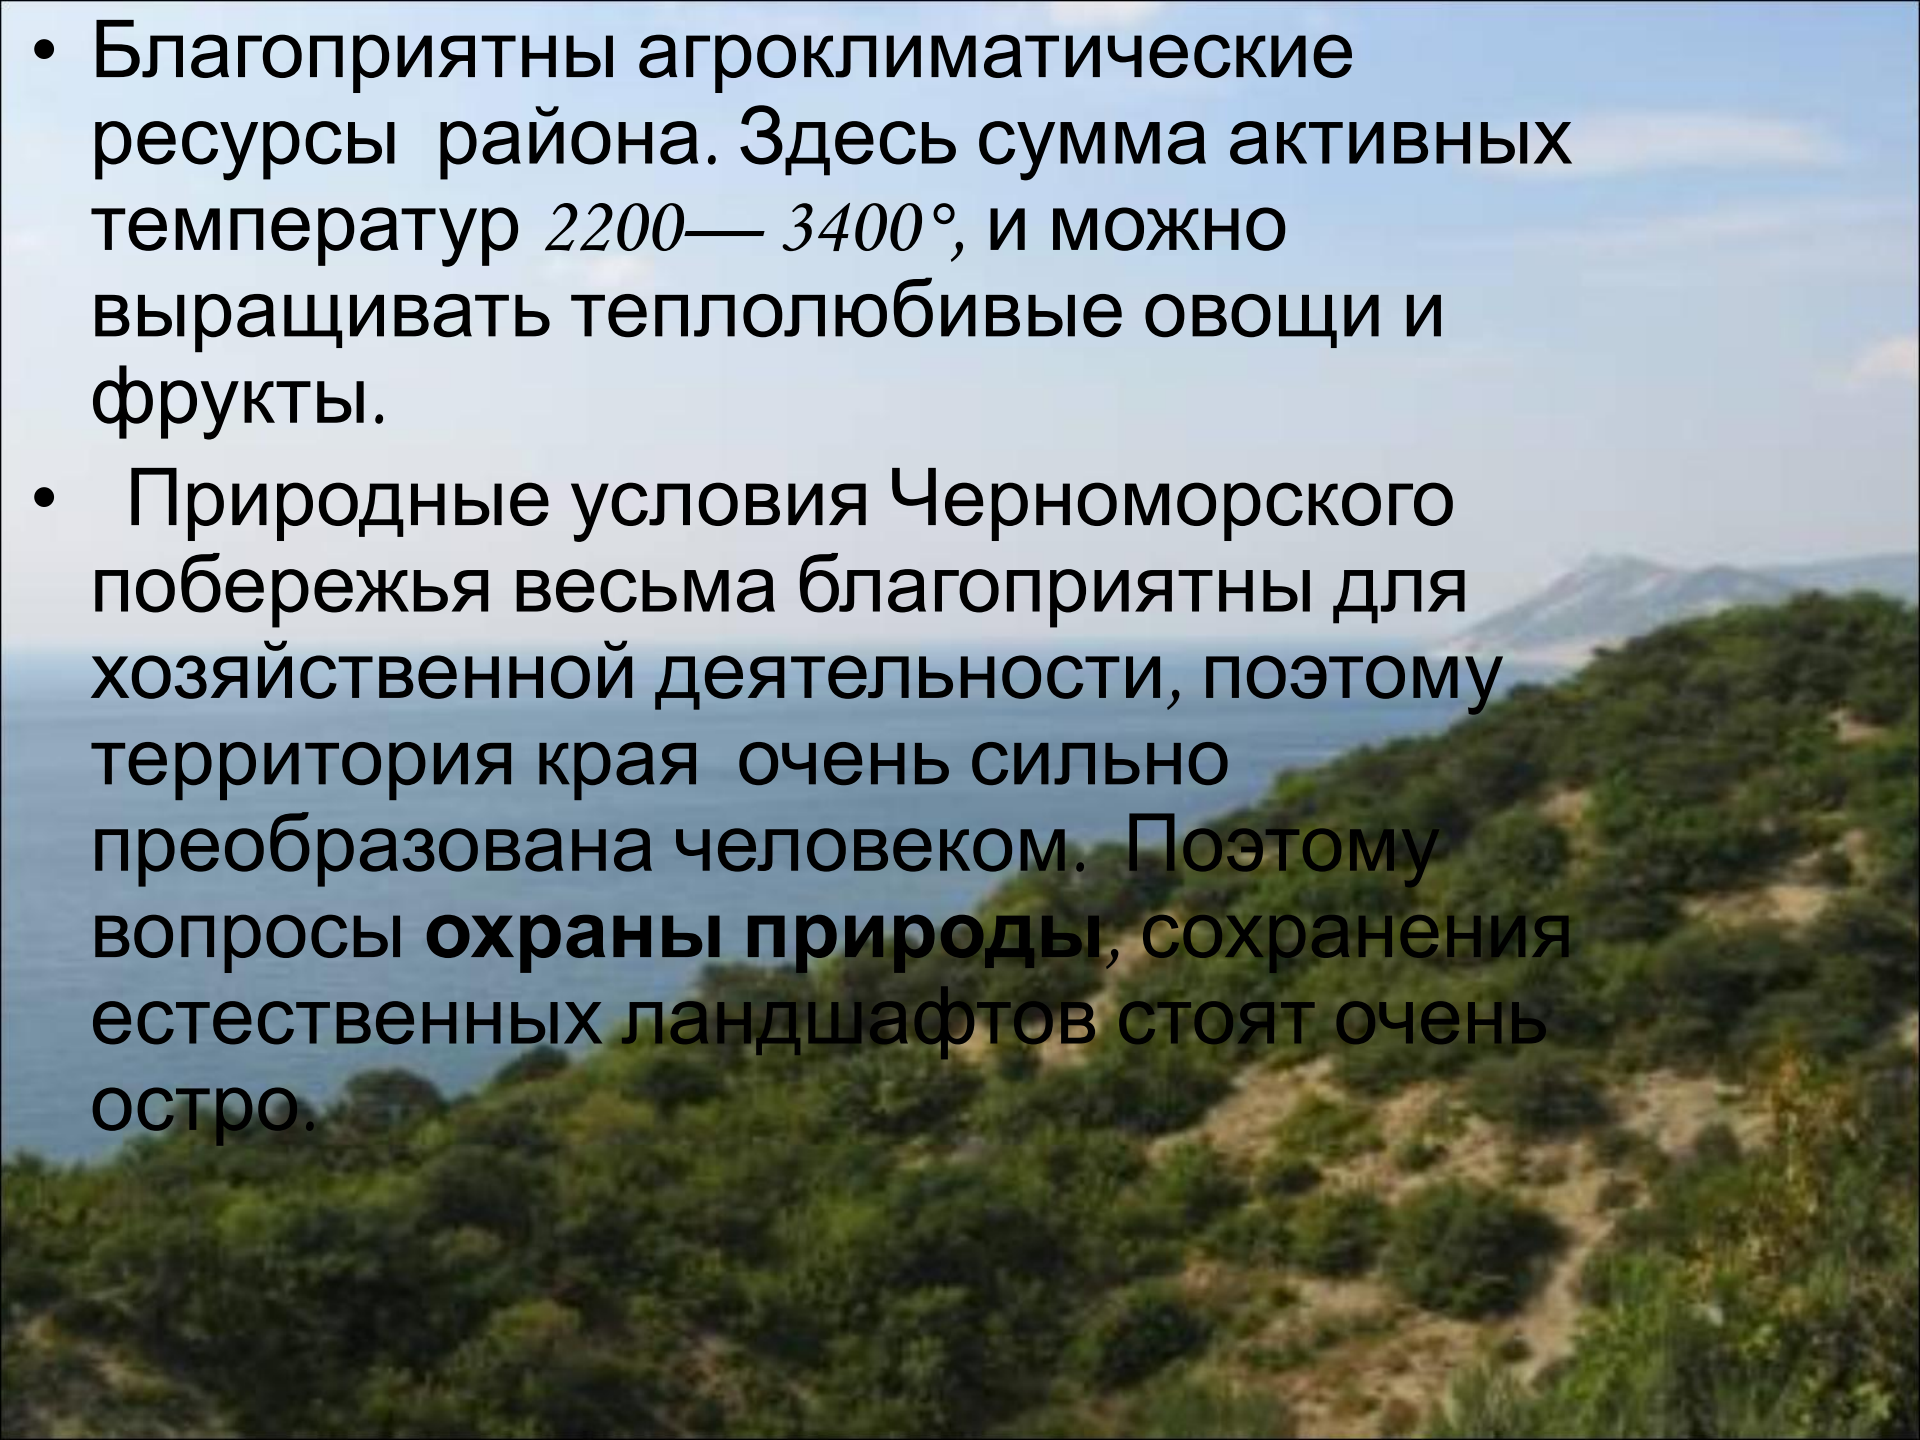 • Благоприятны агроклиматические
ресурсы  района. Здесь сумма активных
температур 2200— 3400°, и можно
выращивать теплолюбивые овощи и
фрукты.
•  Природные условия Черноморского
побережья весьма благоприятны для
хозяйственной деятельности, поэтому
территория края  очень сильно
преобразована человеком.  Поэтому
вопросы охраны природы, сохранения
естественных ландшафтов стоят очень
остро.